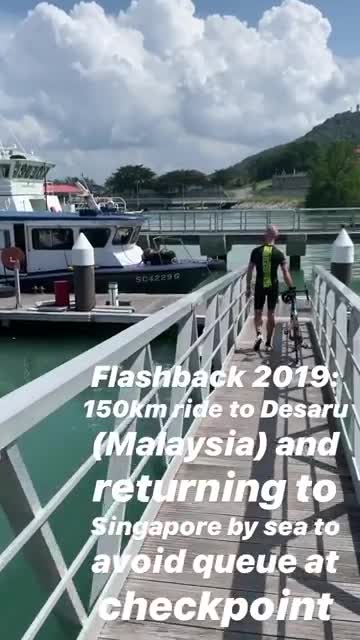 SC4229G
Flashback 2019:
150km ride to Desaru
(Malaysia) and
returning to
Singapore by sea to
avoid queue at
checkpoint